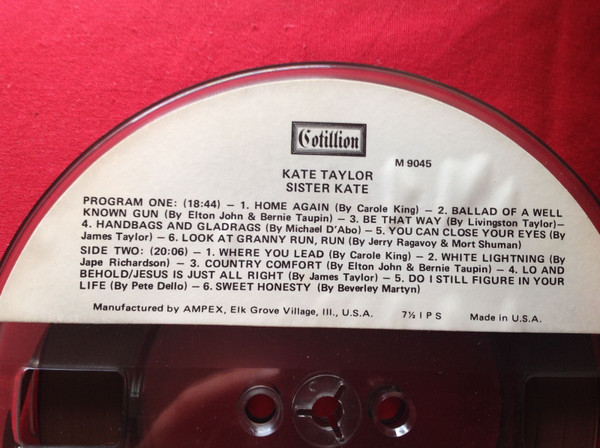 Cotillion
M 9045
KATE TAYLOR
SISTER KATE
PROGRAM ONE: (18:44) — 1. HOME AGAIN (By Carole King) — 2. BALLAD OF A WELL
KNOWN GUN (By Elton John & Bernie Taupin) — 3. BE THAT WAY (By Livingston Taylor)—
4. HANDBAGS AND GLADRAGS (By Michael D'Abo) — 5. YOU CAN CLOSE YOUR EYES (By
James Taylor) — 6. LOOK AT GRANNY RUN, RUN (By Jerry Ragavoy & Mort Shuman)
SIDE TWO: (20:06) — 1. WHERE YOU LEAD (By Carole King) — 2. WHITE LIGHTNING (By
Jape Richardson) — 3. COUNTRY COMFORT (By Elton John & Bernie Taupin) — 4. LO AND
BEHOLD/JESUS IS JUST ALL RIGHT (By James Taylor) — 5. DO I STILL FIGURE IN YOUR
LIFE (By Pete Dello) — 6. SWEET HONESTY (By Beverley Martyn)
Manufactured by AMPEX, Elk Grove Village, Ill., U.S.A. 7½ I P S Made in U.S.A.